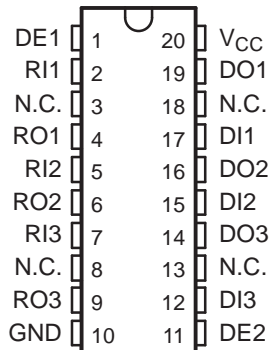 DE1 1 20 VCC
RI1 2 19 DO1
N.C. 3 18 N.C.
RO1 4 17 DI1
RI2 5 16 DO2
RO2 6 15 DI2
RI3 7 14 DO3
N.C. 8 13 N.C.
RO3 9 12 DI3
GND 10 11 DE2